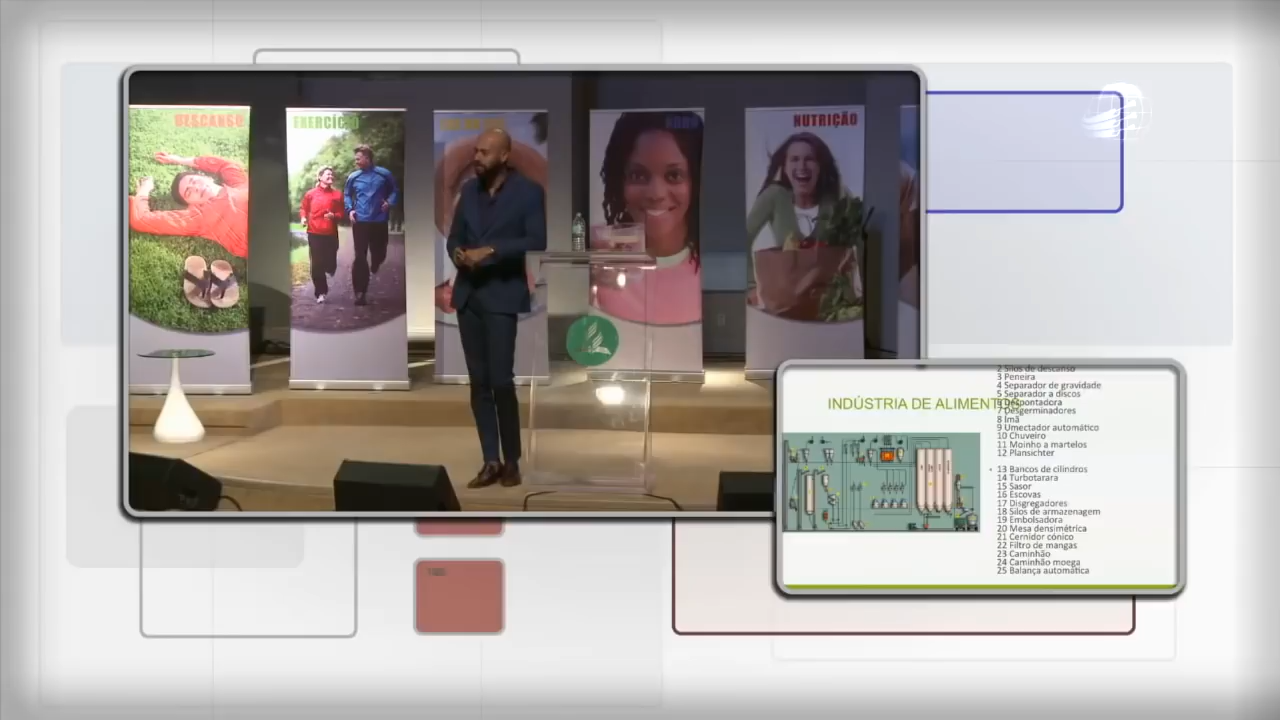 DESCANSO
EXERCÍCIO
NUTRIÇÃO
INDÚSTRIA DE ALIMENTOS
2 Silos de descanso
3 Peneira
4 Separador de gravidade
5 Separador a discos
6 Despontadora
7 Desgerminadores
8 Imã
9 Umectador automático
10 Chuveiro
11 Moinho a martelos
12 Plansichter
13 Bancos de cilindros
14 Turbotarara
15 Sasor
16 Escovas
17 Disgregadores
18 Silos de armazenagem
19 Embolsadora
20 Mesa densimétrica
21 Cernidor cónico
22 Filtro de mangas
23 Caminhão
24 Caminhão moega
25 Balança automática